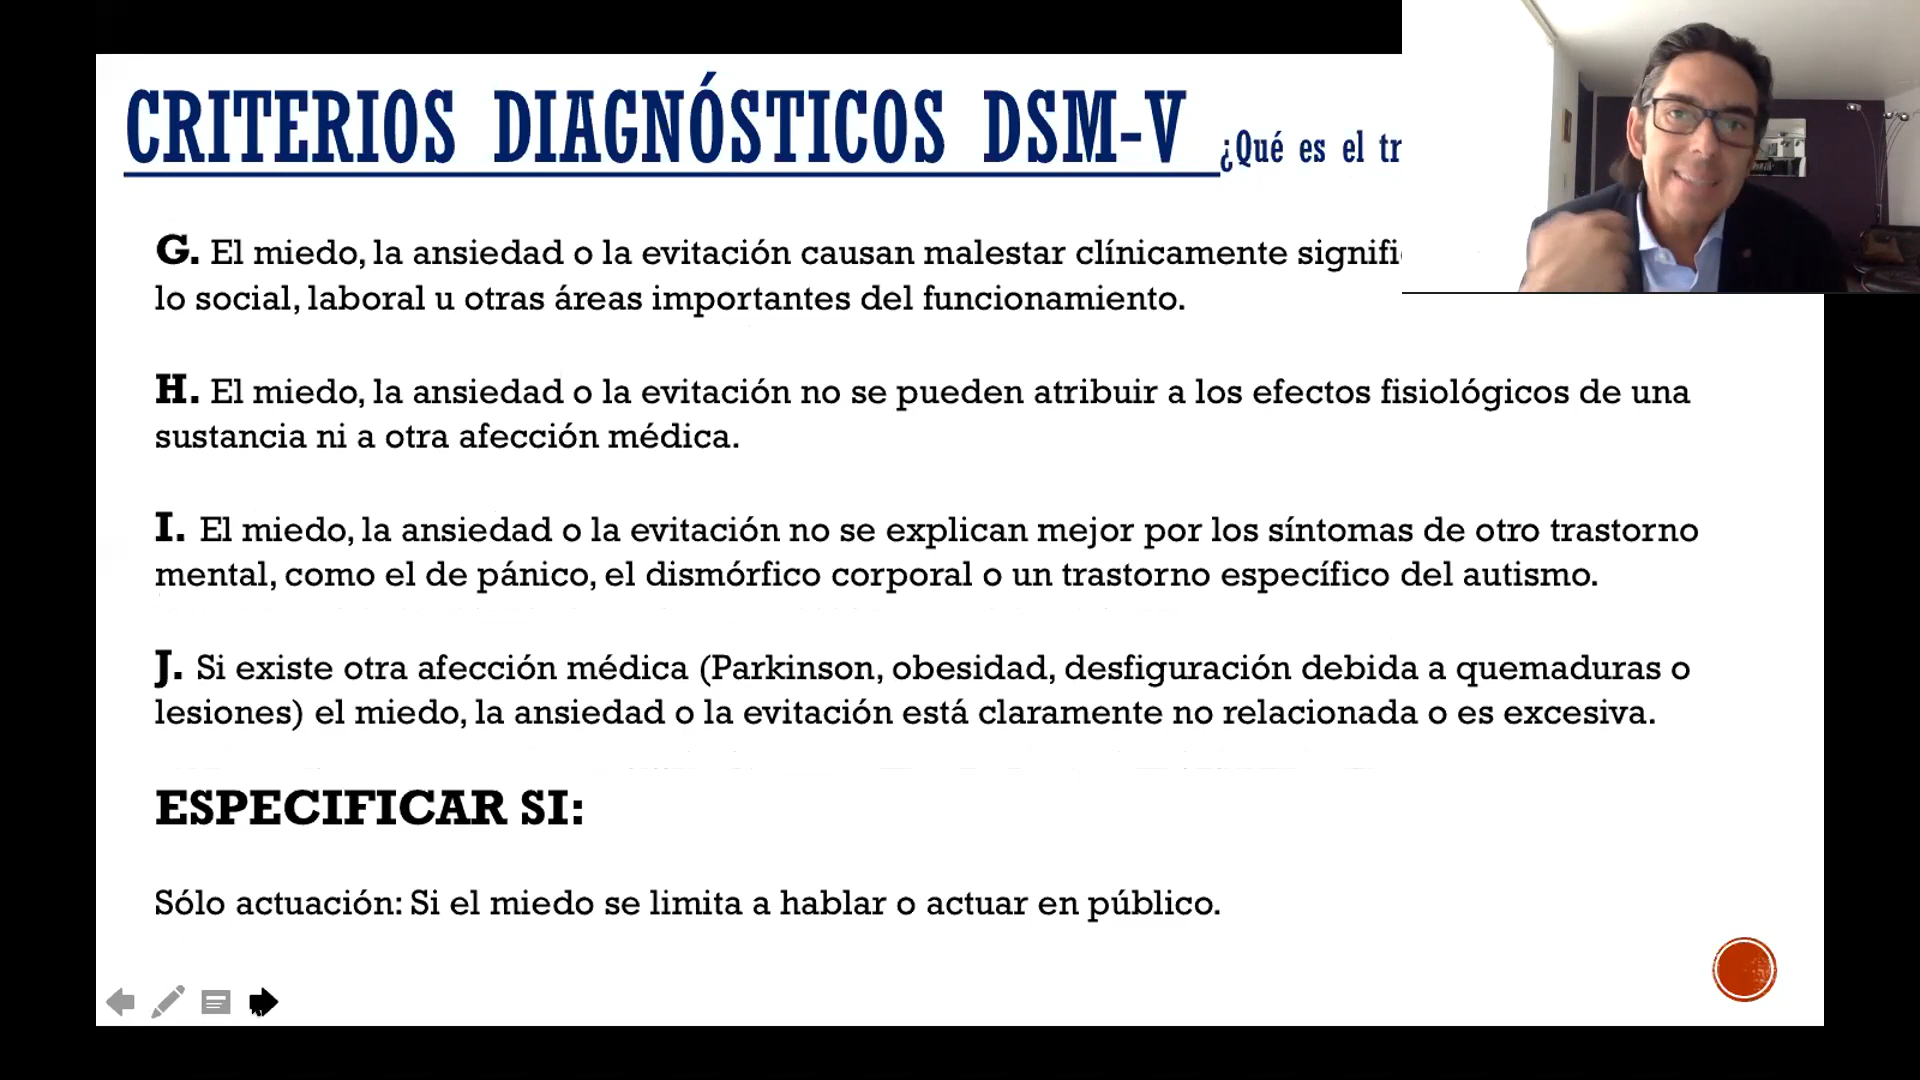 CRITERIOS DIAGNÓSTICOS DSM-V ¿Qué es el
G. El miedo, la ansiedad o la evitación causan malestar clínicamente
lo social, laboral u otras áreas importantes del funcionamiento.
H. El miedo, la ansiedad o la evitación no se pueden atribuir a los efectos fisiológicos de una
sustancia ni a otra afección médica.
I. El miedo, la ansiedad o la evitación no se explican mejor por los síntomas de otro trastorno
mental, como el de pánico, el dismórfico corporal o un trastorno específico del autismo.
J. Si existe otra afección médica (Parkinson, obesidad, desfiguración debida a quemaduras o
lesiones) el miedo, la ansiedad o la evitación está claramente no relacionada o es excesiva.
ESPECIFICAR SI:
Sólo actuación: Si el miedo se limita a hablar o actuar en público.